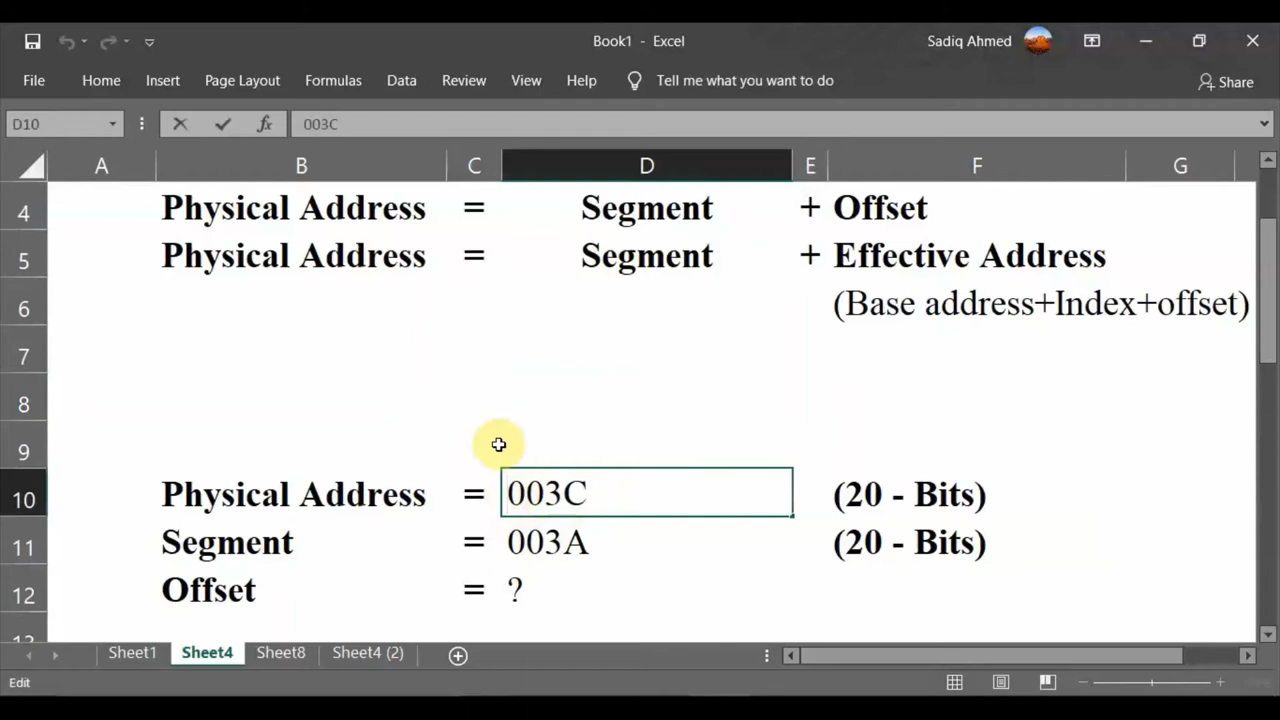 Book1 - Excel
Sadiq Ahmed
File Home Insert Page Layout Formulas Data Review View Help Tell me what you want to do Share
D10 fx 003C
A B C D E F G
4 Physical Address = Segment + Offset
5 Physical Address = Segment + Effective Address
6 (Base address+Index+offset)
7
8
9
10 Physical Address = 003C (20 - Bits)
11 Segment = 003A (20 - Bits)
12 Offset = ?
13
Sheet1 Sheet4 Sheet8 Sheet4 (2)
Edit